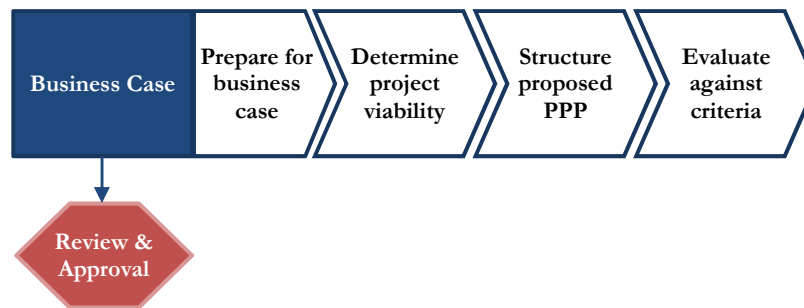 Business Case
Prepare for
business
case
Determine
project
viability
Structure
proposed
PPP
Evaluate
against
criteria
Review &
Approval